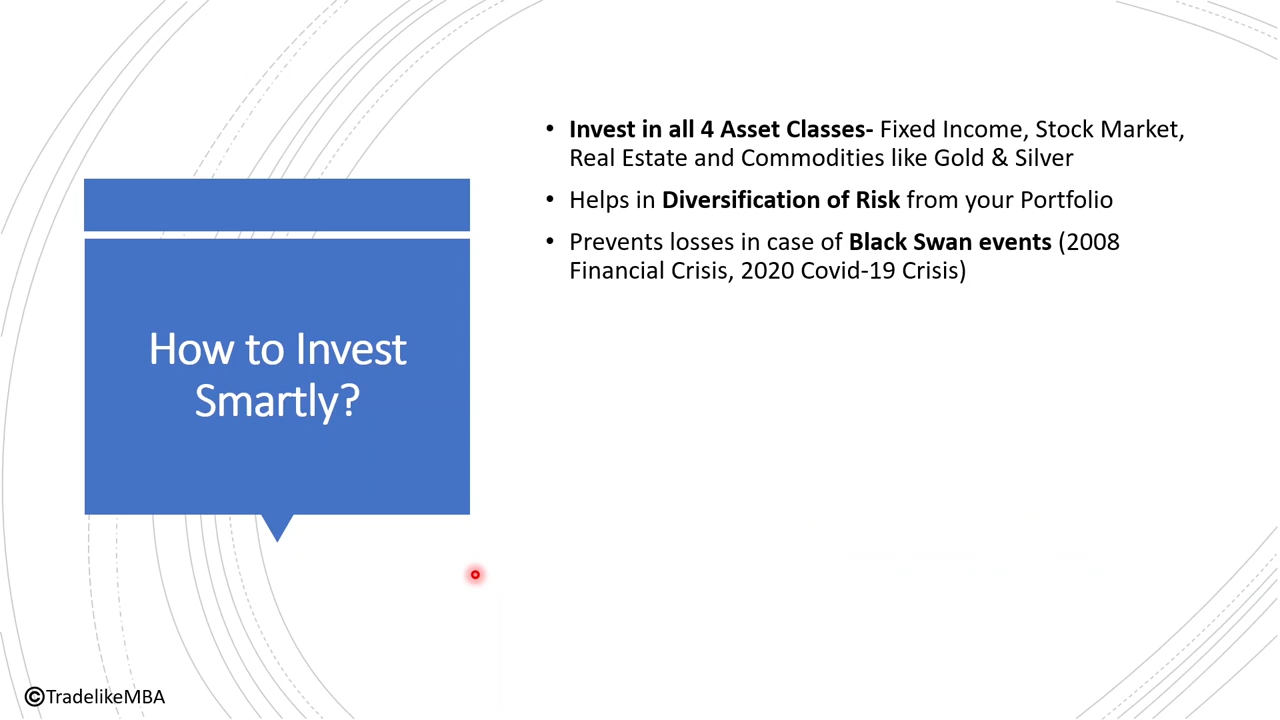 How to Invest
Smartly?
• Invest in all 4 Asset Classes- Fixed Income, Stock Market,
Real Estate and Commodities like Gold & Silver
• Helps in Diversification of Risk from your Portfolio
• Prevents losses in case of Black Swan events (2008
Financial Crisis, 2020 Covid-19 Crisis)
©TradelikeMBA